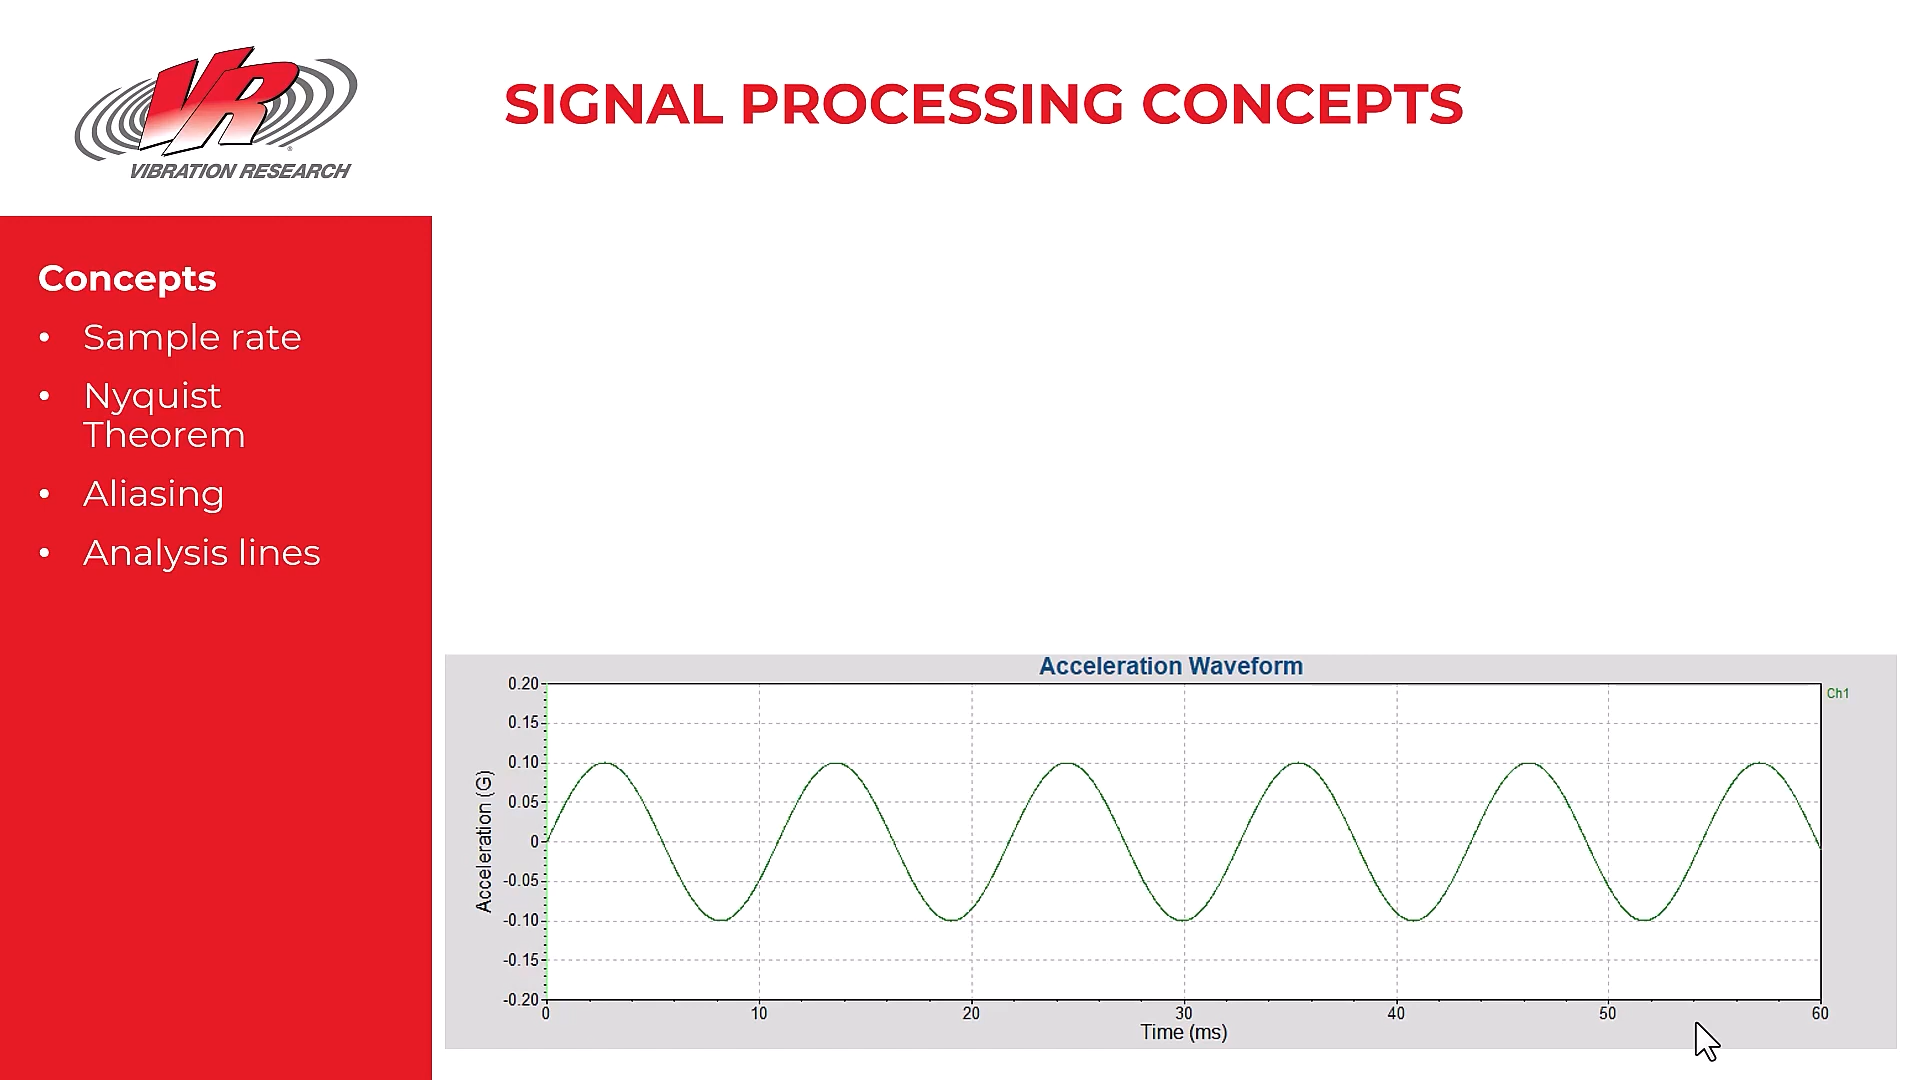 VR
VIBRATION RESEARCH
SIGNAL PROCESSING CONCEPTS
Concepts
• Sample rate
• Nyquist
Theorem
• Aliasing
• Analysis lines
Acceleration Waveform
Ch1
Acceleration (G)
0.20
0.15
0.10
0.05
0
-0.05
-0.10
-0.15
-0.20
0 10 20 30 40 50 60
Time (ms)